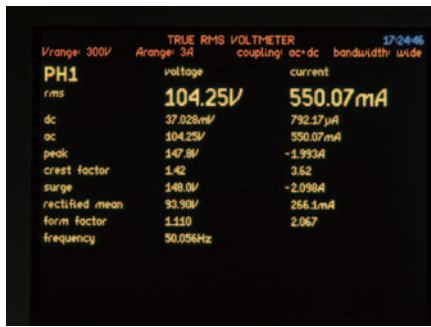 TRUE RMS VOLTMETER 17:24:46
Vrange: 300V Arange: 3A coupling: ac+dc bandwidth: wide
PH1 voltage current
rms 104.25V 550.07mA
dc 37.028mV 792.17µA
ac 104.25V 550.07mA
peak 147.8V -1.993A
crest factor 1.42 3.62
surge 148.0V -2.098A
rectified mean 93.90V 266.1mA
form factor 1.110 2.067
frequency 50.056Hz